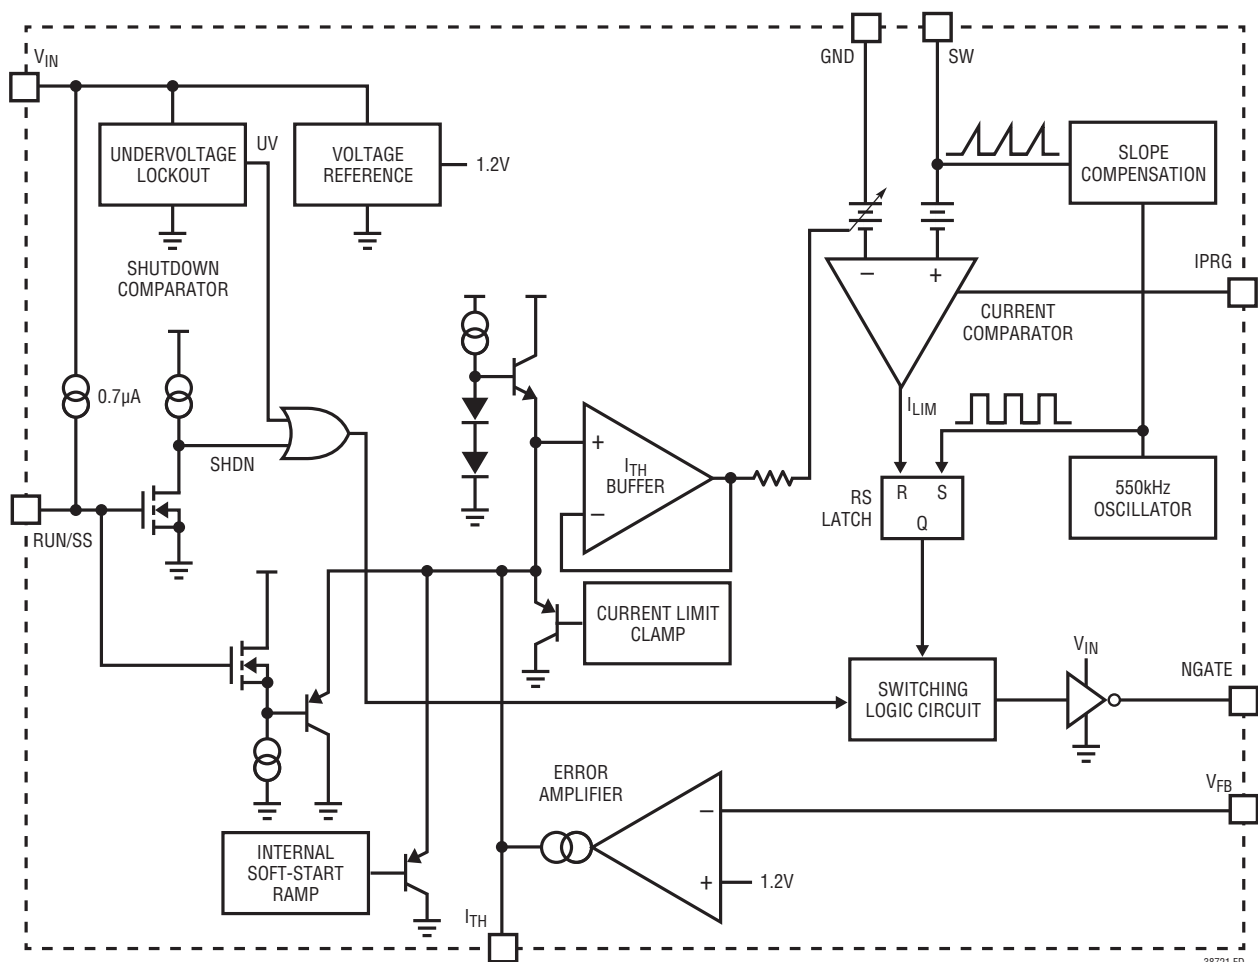 GND
SW
VIN
UV
UNDERVOLTAGE
LOCKOUT
VOLTAGE
REFERENCE
1.2V
SLOPE
COMPENSATION
SHUTDOWN
COMPARATOR
–
+
IPRG
CURRENT
COMPARATOR
0.7µA
ILIM
SHDN
+
ITH
BUFFER
–
RS
LATCH
R
S
Q
550kHz
OSCILLATOR
RUN/SS
CURRENT LIMIT
CLAMP
VIN
NGATE
SWITCHING
LOGIC CIRCUIT
ERROR
AMPLIFIER
VFB
–
INTERNAL
SOFT-START
RAMP
+
1.2V
ITH
38721 FD